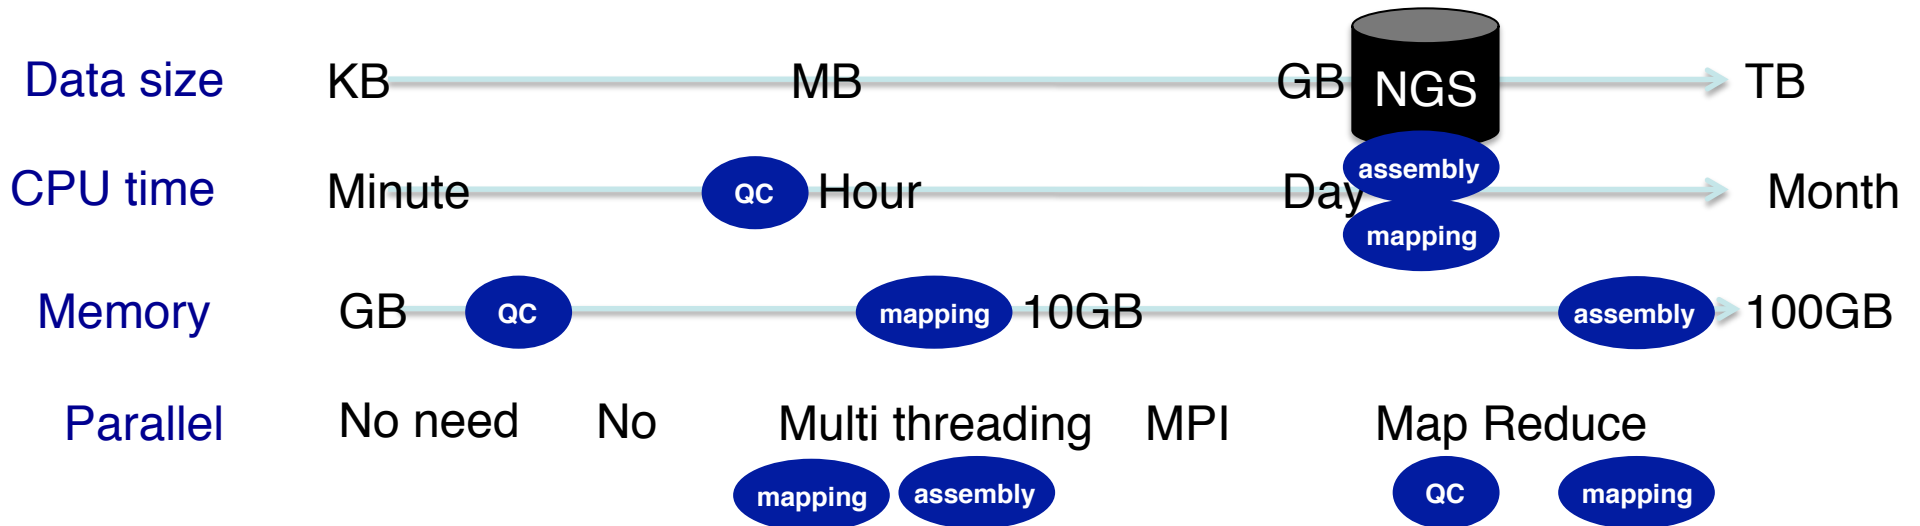 Data size KB MB GB NGS TB
CPU time Minute QC Hour Day assembly mapping Month
Memory GB QC mapping 10GB assembly 100GB
Parallel No need No Multi threading MPI Map Reduce
mapping assembly QC mapping